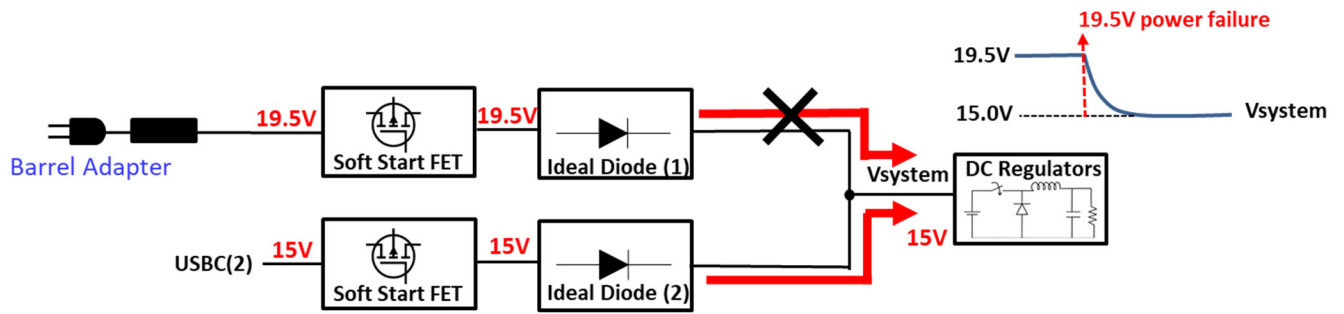 19.5V power failure
19.5V
15.0V
Vsystem
19.5V
19.5V
Barrel Adapter
Soft Start FET
Ideal Diode (1)
Vsystem
DC Regulators
15V
15V
15V
USBC(2)
Soft Start FET
Ideal Diode (2)